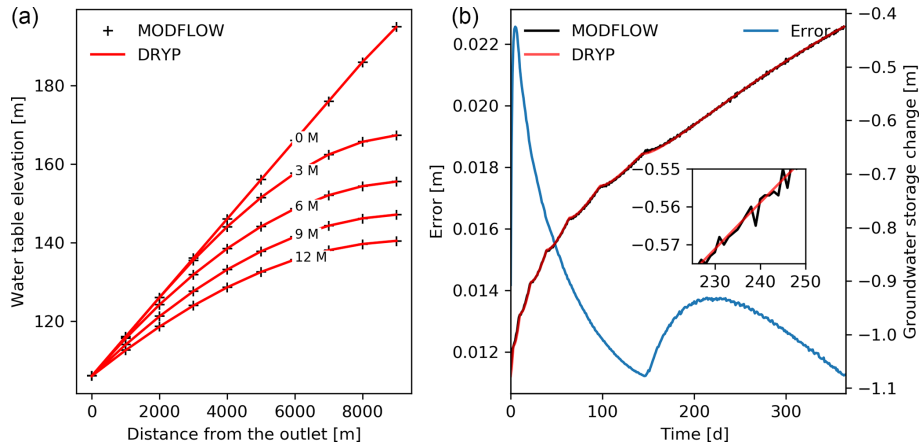 (a)
MODFLOW
DRYP
Water table elevation [m]
180
160
140
120
0 M
3 M
6 M
9 M
12 M
0
2000
4000
6000
8000
Distance from the outlet [m]
(b)
MODFLOW
DRYP
Error
Error [m]
0.022
0.020
0.018
0.016
0.014
0.012
−0.55
−0.56
−0.57
230
240
250
0
100
200
300
Time [d]
−0.4
−0.5
−0.6
−0.7
−0.8
−0.9
−1.0
−1.1
Groundwater storage change [m]